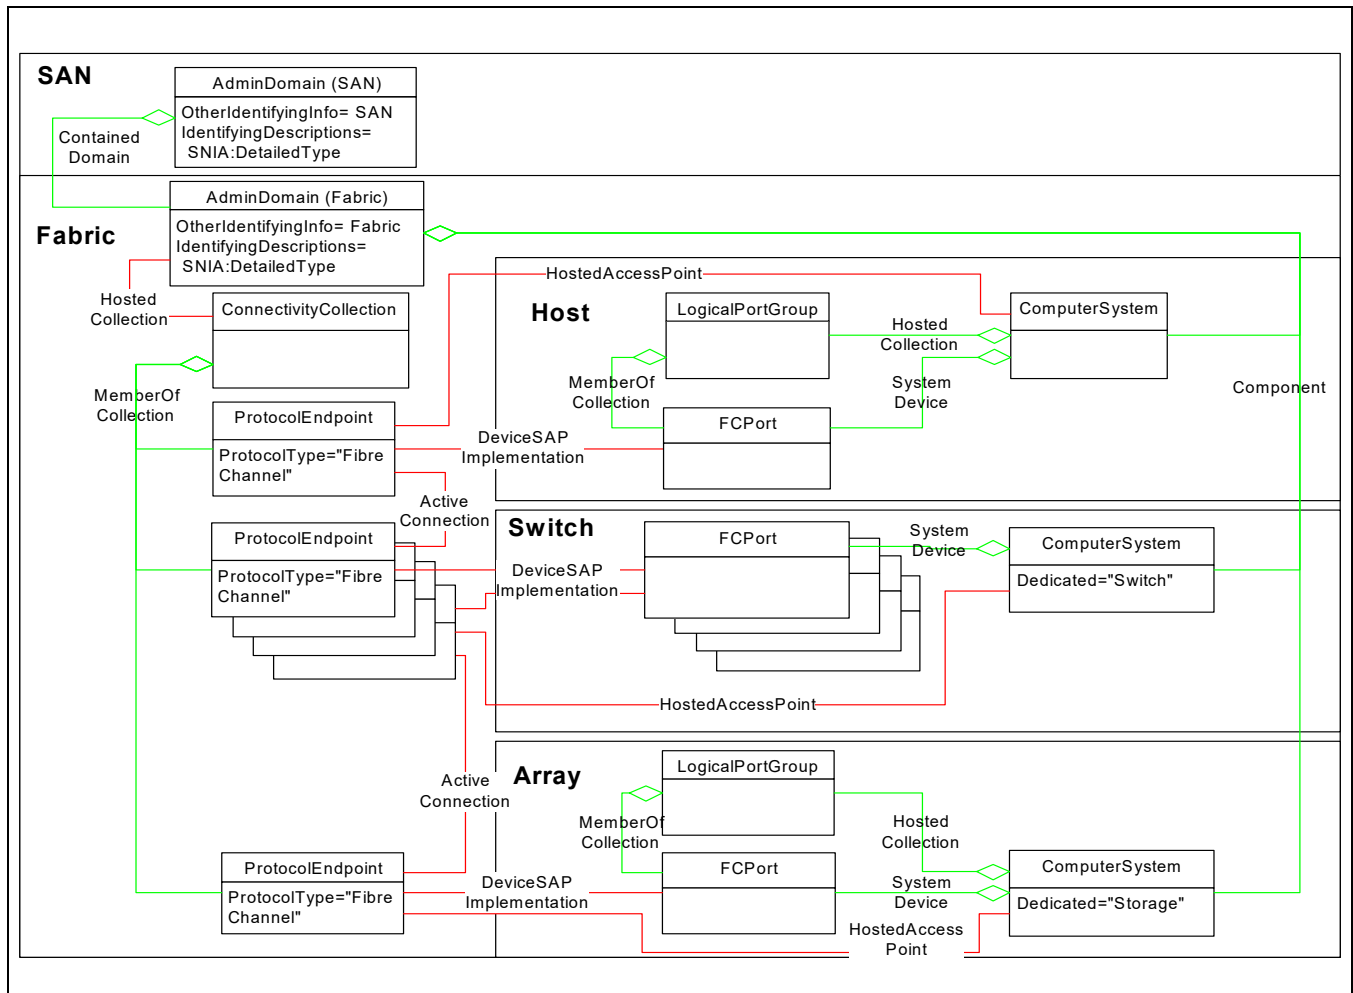 SAN
AdminDomain (SAN)
OtherIdentifyingInfo= SAN
IdentifyingDescriptions=
SNIA:DetailedType
Contained
Domain
AdminDomain (Fabric)
OtherIdentifyingInfo= Fabric
IdentifyingDescriptions=
SNIA:DetailedType
Fabric
Hosted
Collection
ConnectivityCollection
MemberOf
Collection
HostedAccessPoint
Host
LogicalPortGroup
Hosted
Collection
ComputerSystem
MemberOf
Collection
System
Device
Component
ProtocolEndpoint
ProtocolType="Fibre
Channel"
DeviceSAP
Implementation
FCPort
Active
Connection
Switch
ProtocolEndpoint
ProtocolType="Fibre
Channel"
DeviceSAP
Implementation
FCPort
System
Device
ComputerSystem
Dedicated="Switch"
HostedAccessPoint
Array
LogicalPortGroup
Active
Connection
MemberOf
Collection
Hosted
Collection
ProtocolEndpoint
ProtocolType="Fibre
Channel"
DeviceSAP
Implementation
FCPort
System
Device
ComputerSystem
Dedicated="Storage"
HostedAccess
Point